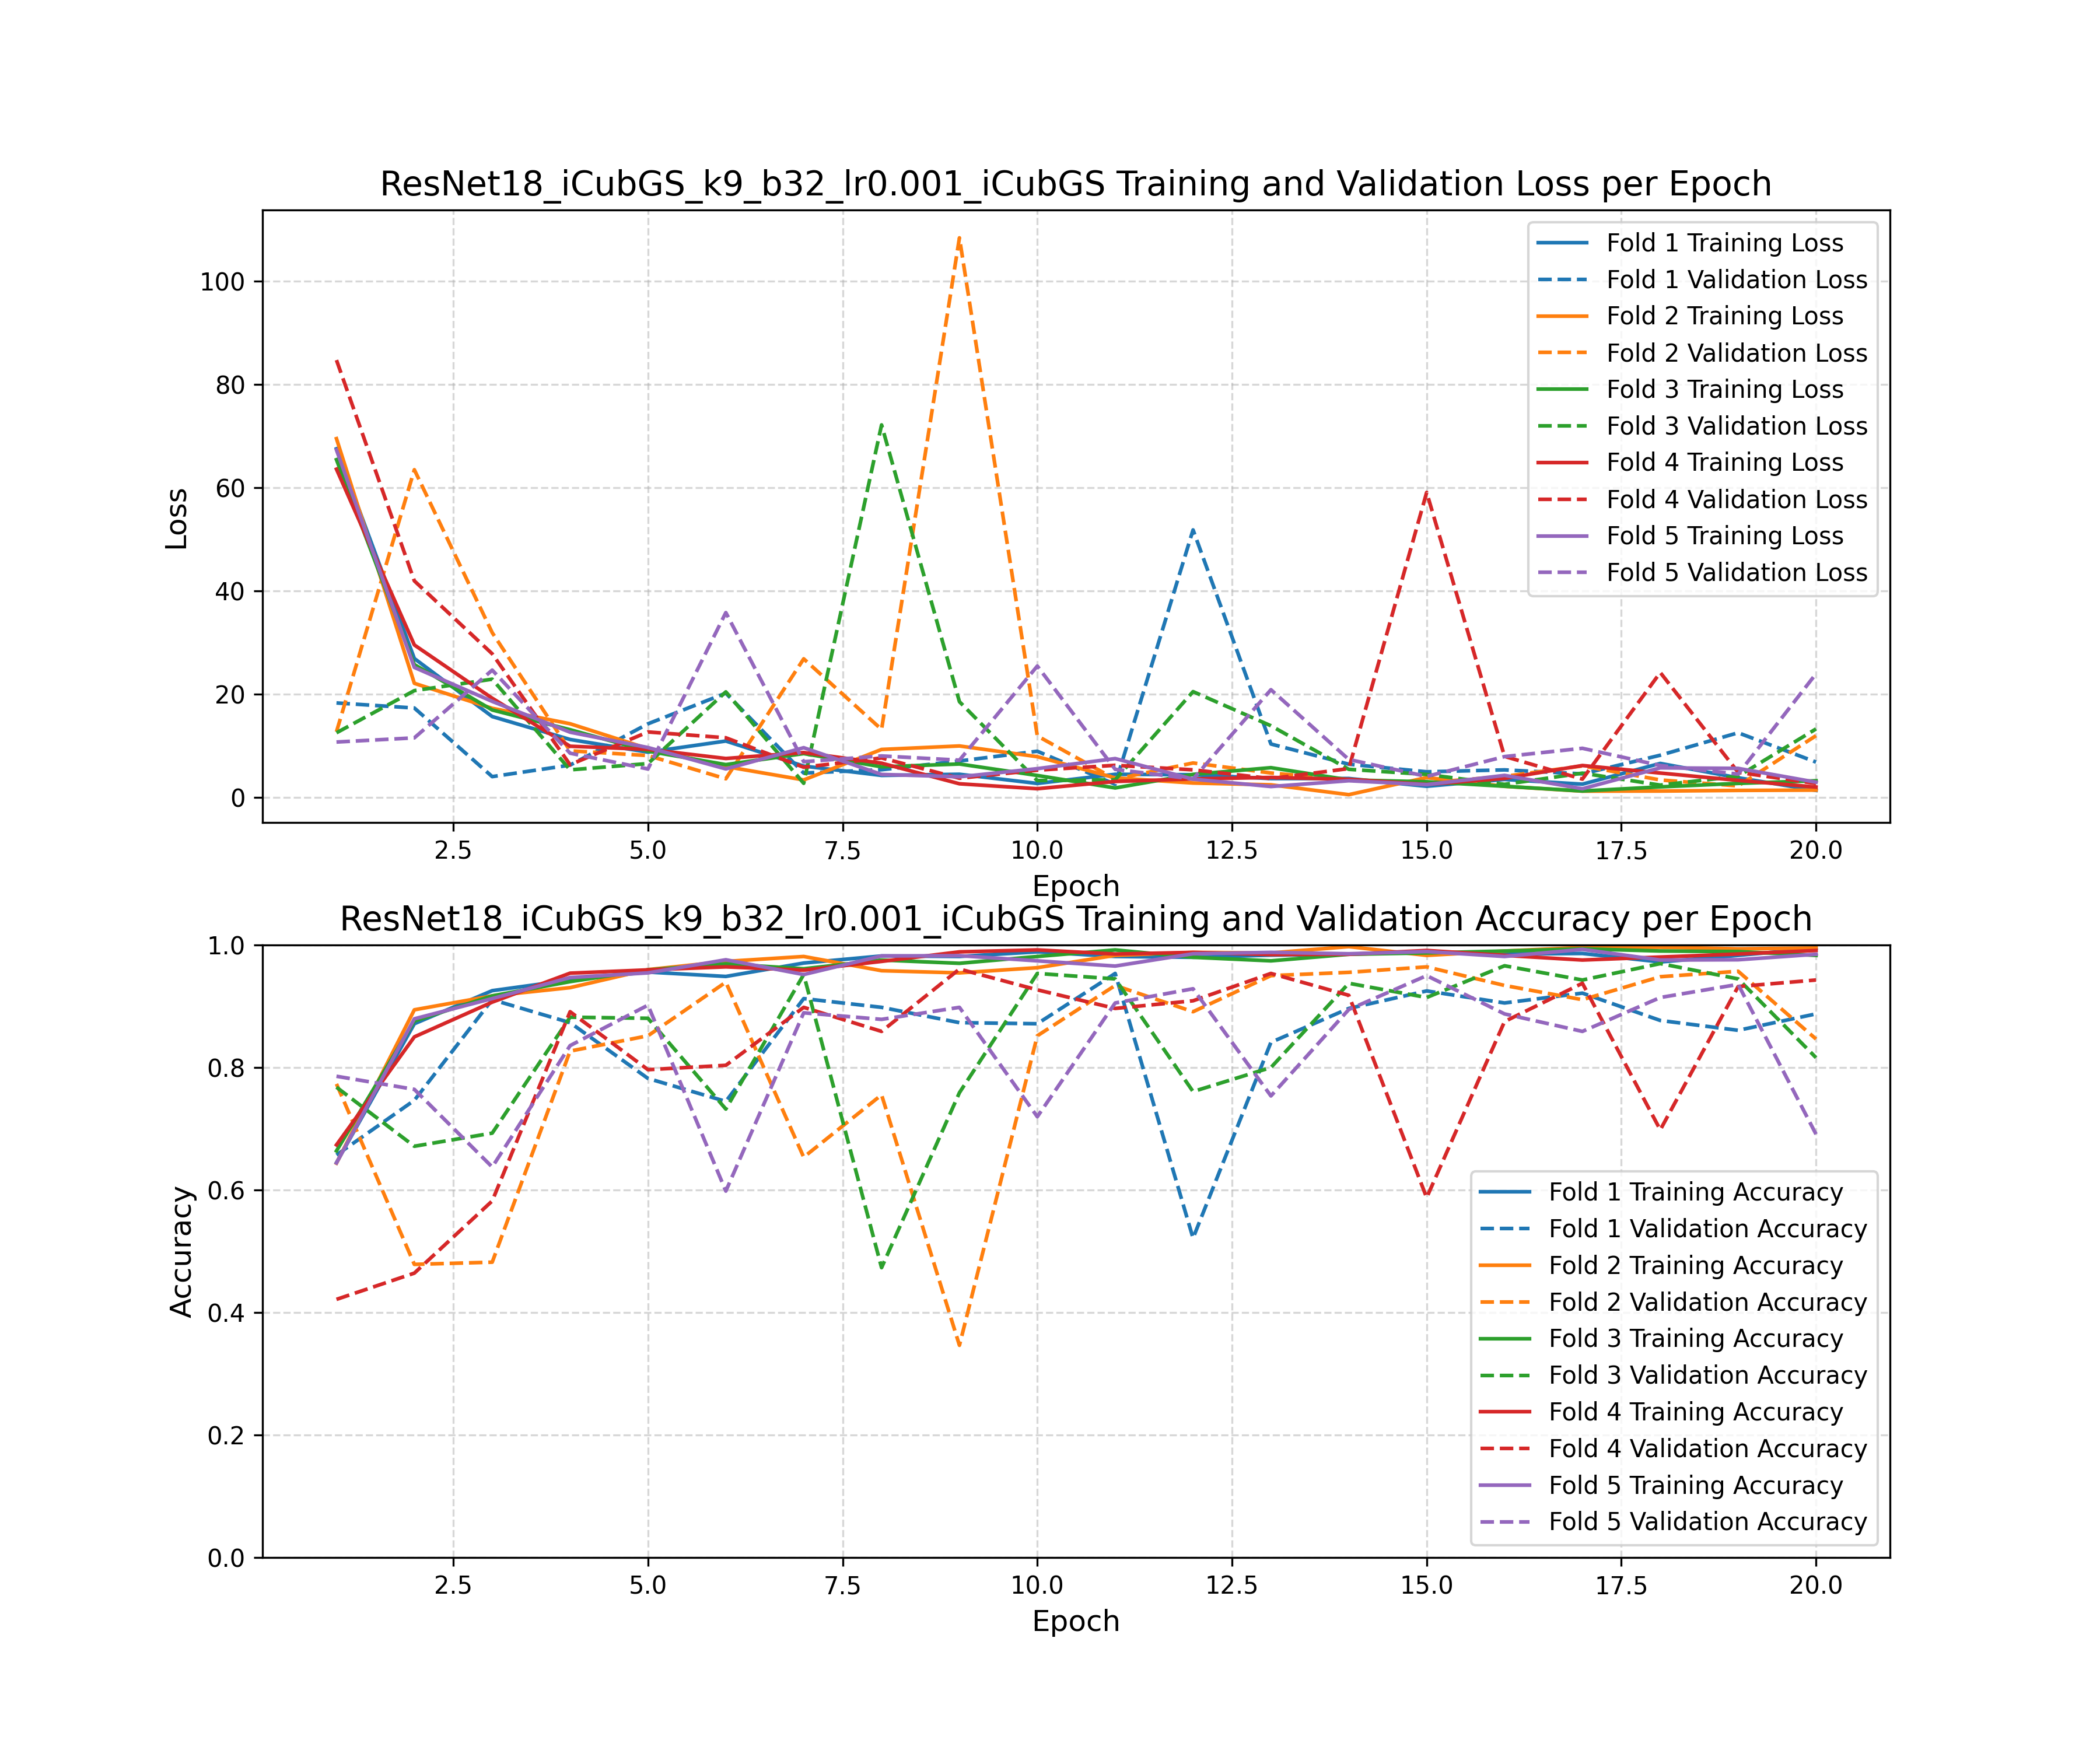 ResNet18_iCubGS_k9_b32_lr0.001_iCubGS Training and Validation Loss per Epoch
Loss
100
80
60
40
20
0
Fold 1 Training Loss
Fold 1 Validation Loss
Fold 2 Training Loss
Fold 2 Validation Loss
Fold 3 Training Loss
Fold 3 Validation Loss
Fold 4 Training Loss
Fold 4 Validation Loss
Fold 5 Training Loss
Fold 5 Validation Loss
2.5 5.0 7.5 10.0 12.5 15.0 17.5 20.0
Epoch
ResNet18_iCubGS_k9_b32_lr0.001_iCubGS Training and Validation Accuracy per Epoch
Accuracy
1.0
0.8
0.6
0.4
0.2
0.0
Fold 1 Training Accuracy
Fold 1 Validation Accuracy
Fold 2 Training Accuracy
Fold 2 Validation Accuracy
Fold 3 Training Accuracy
Fold 3 Validation Accuracy
Fold 4 Training Accuracy
Fold 4 Validation Accuracy
Fold 5 Training Accuracy
Fold 5 Validation Accuracy
2.5 5.0 7.5 10.0 12.5 15.0 17.5 20.0
Epoch